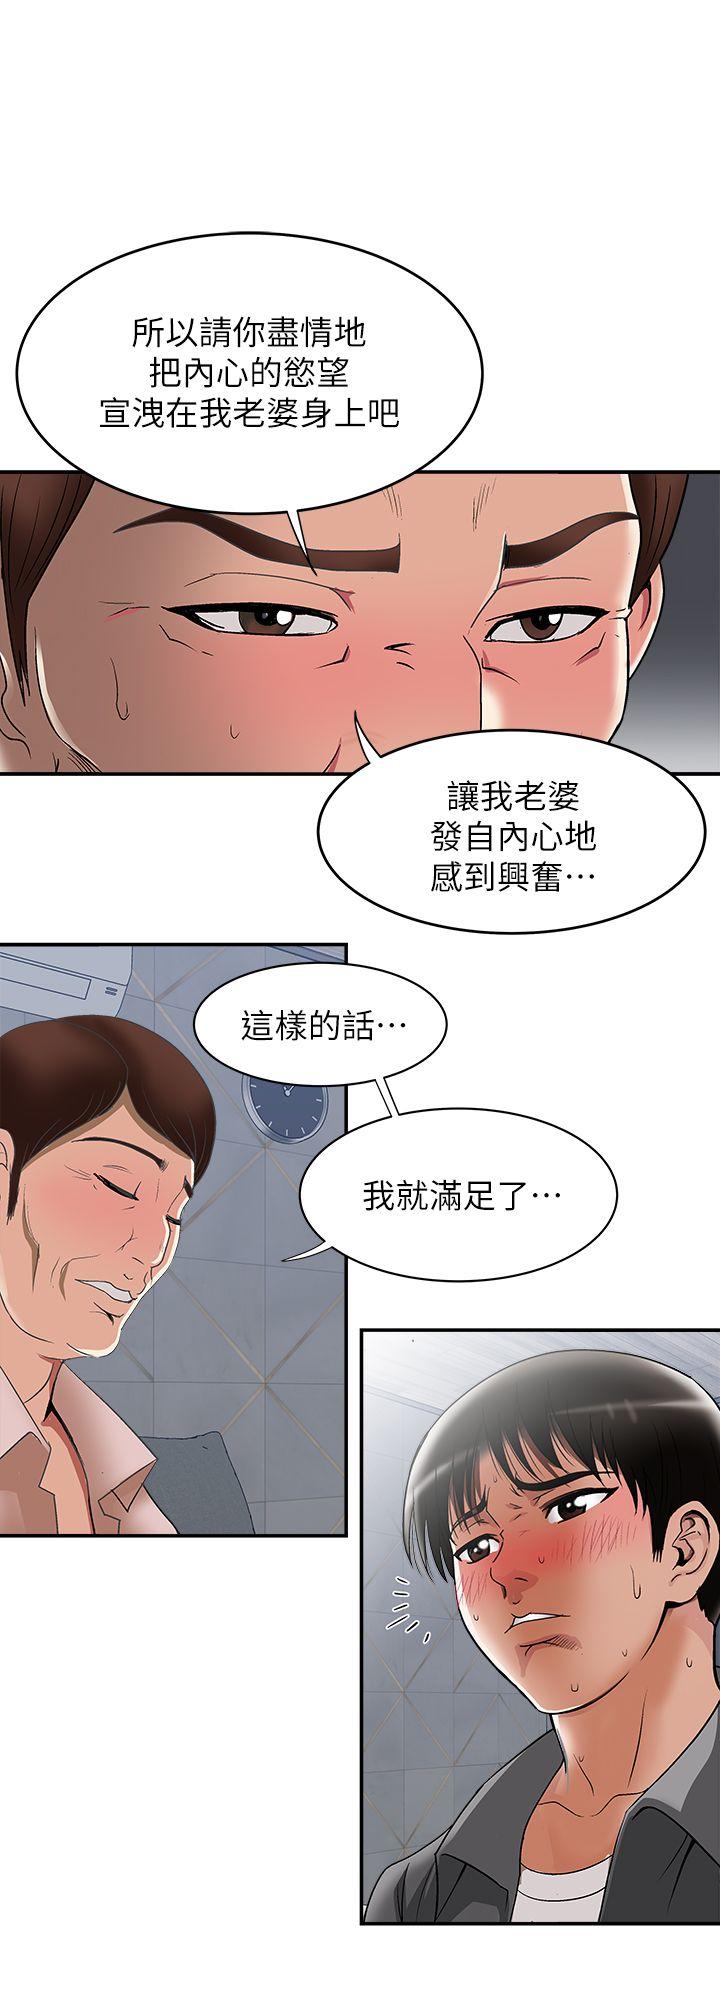 所以請你盡情地
把內心的慾望
宣洩在我老婆身上吧
讓我老婆
發自內心地
感到興奮⋯
這樣的話⋯
我就滿足了⋯